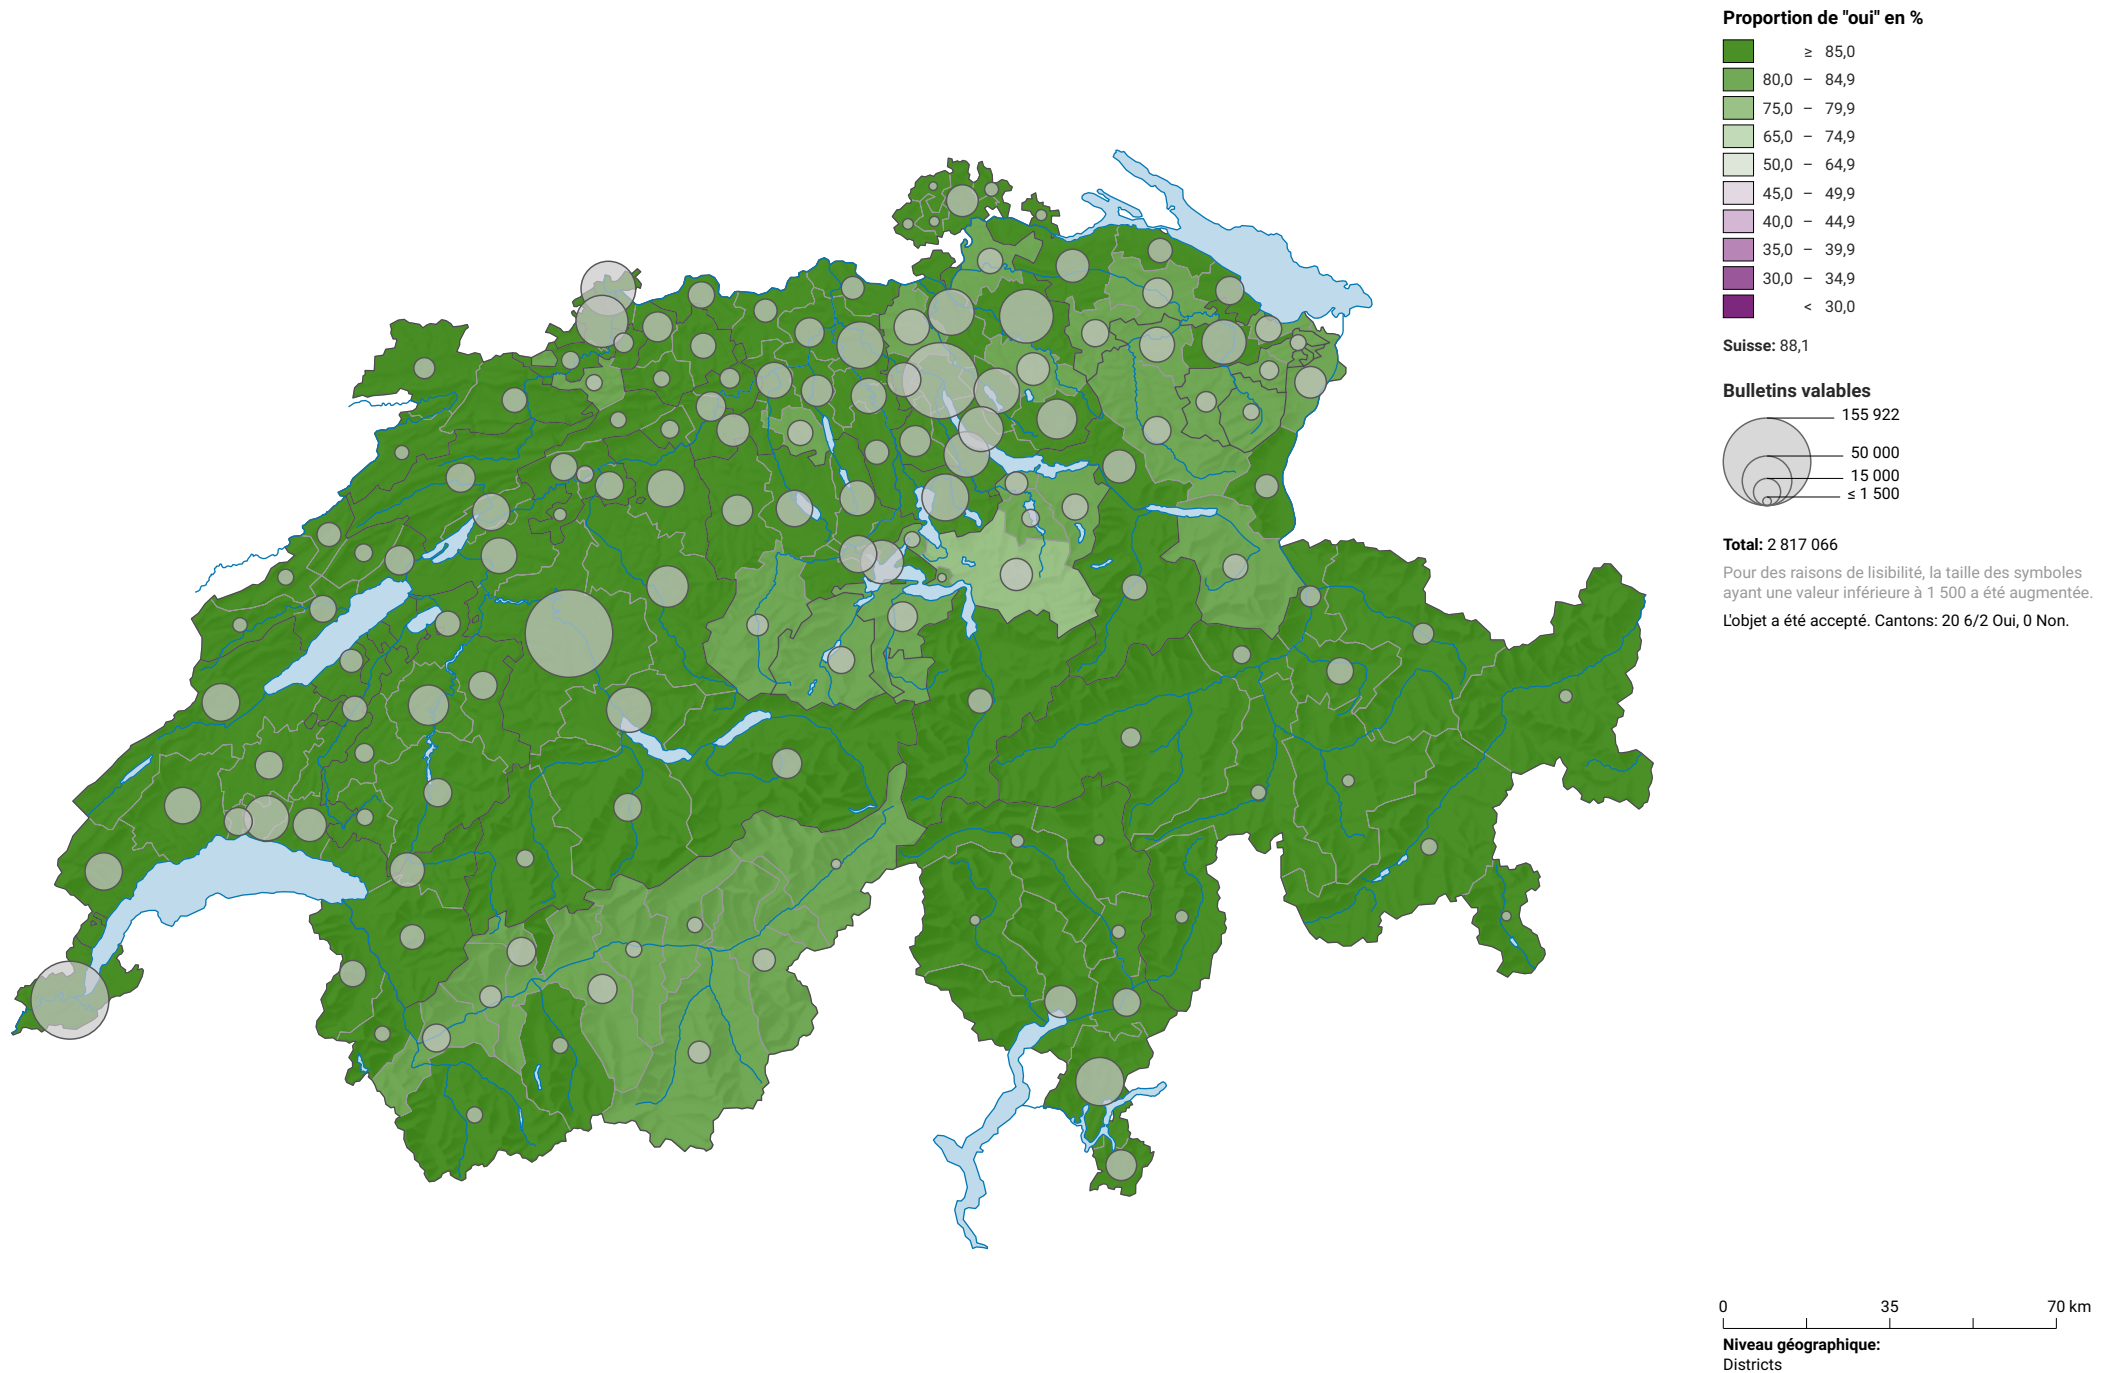 Proportion de "oui" en %
≥ 85,0
80,0 – 84,9
75,0 – 79,9
65,0 – 74,9
50,0 – 64,9
45,0 – 49,9
40,0 – 44,9
35,0 – 39,9
30,0 – 34,9
< 30,0
Suisse: 88,1
Bulletins valables
155 922
50 000
15 000
≤ 1 500
Total: 2 817 066
Pour des raisons de lisibilité, la taille des symboles
ayant une valeur inférieure à 1 500 a été augmentée.
L'objet a été accepté. Cantons: 20 6/2 Oui, 0 Non.
0 35 70 km
Niveau géographique:
Districts